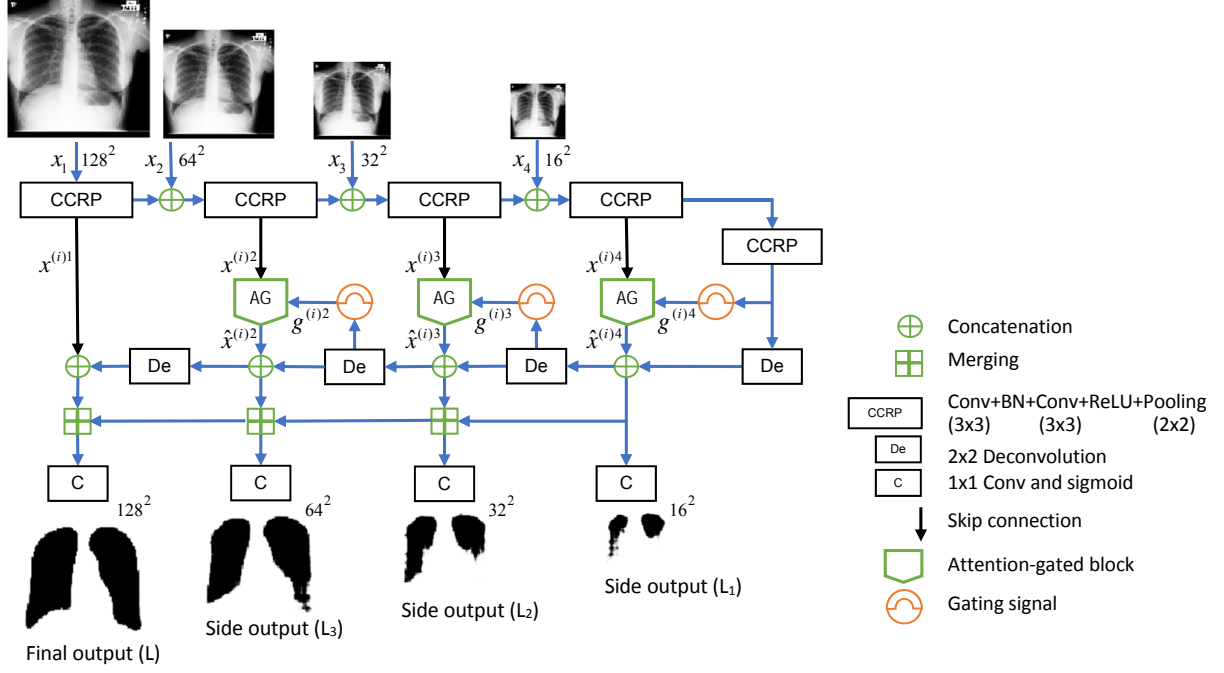 x₁ 128² x₂ 64² x₃ 32² x₄ 16²
CCRP CCRP CCRP CCRP
CCRP
x⁽ⁱ⁾¹ x⁽ⁱ⁾² x⁽ⁱ⁾³ x⁽ⁱ⁾⁴
AG AG AG
g⁽ⁱ⁾² g⁽ⁱ⁾³ g⁽ⁱ⁾⁴
x̂⁽ⁱ⁾² x̂⁽ⁱ⁾³ x̂⁽ⁱ⁾⁴
De De De De
C C C C
128² 64² 32² 16²
Side output (L₁)
Side output (L₂)
Side output (L₃)
Final output (L)
Concatenation
Merging
CCRP Conv+BN+Conv+ReLU+Pooling
(3x3) (3x3) (2x2)
De 2x2 Deconvolution
C 1x1 Conv and sigmoid
Skip connection
Attention-gated block
Gating signal